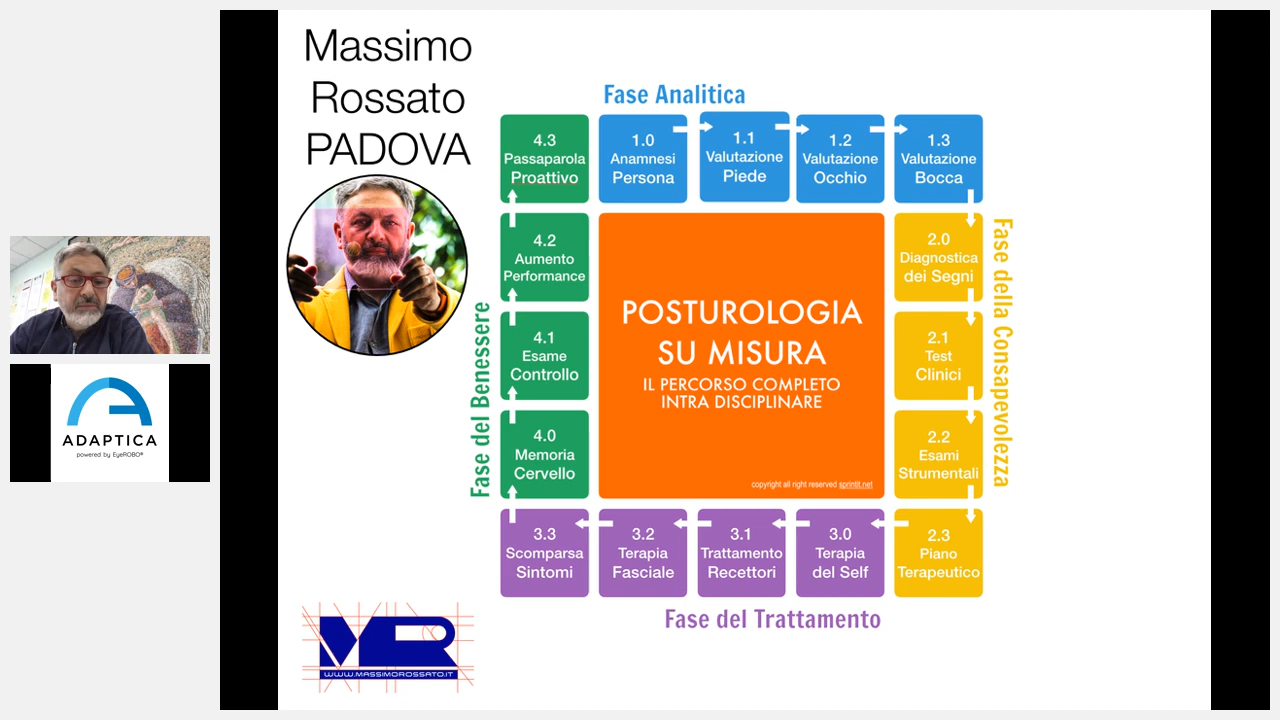 Massimo
Rossato
PADOVA
Fase Analitica
4.3
Passaparola
Proattivo
1.0
Anamnesi
Persona
1.1
Valutazione
Piede
1.2
Valutazione
Occhio
1.3
Valutazione
Bocca
Fase della Consapevolezza
2.0
Diagnostica
dei Segni
2.1
Test
Clinici
2.2
Esami
Strumentali
2.3
Piano
Terapeutico
Fase del Trattamento
3.0
Terapia
del Self
3.1
Trattamento
Recettori
3.2
Terapia
Fasciale
3.3
Scomparsa
Sintomi
Fase del Benessere
4.0
Memoria
Cervello
4.1
Esame
Controllo
4.2
Aumento
Performance
POSTUROLOGIA
SU MISURA
IL PERCORSO COMPLETO
INTRA DISCIPLINARE
copyright all right reserved sprintit.net
ADAPTICA
powered by EyeROBO®
MR
WWW.MASSIMOROSSATO.IT